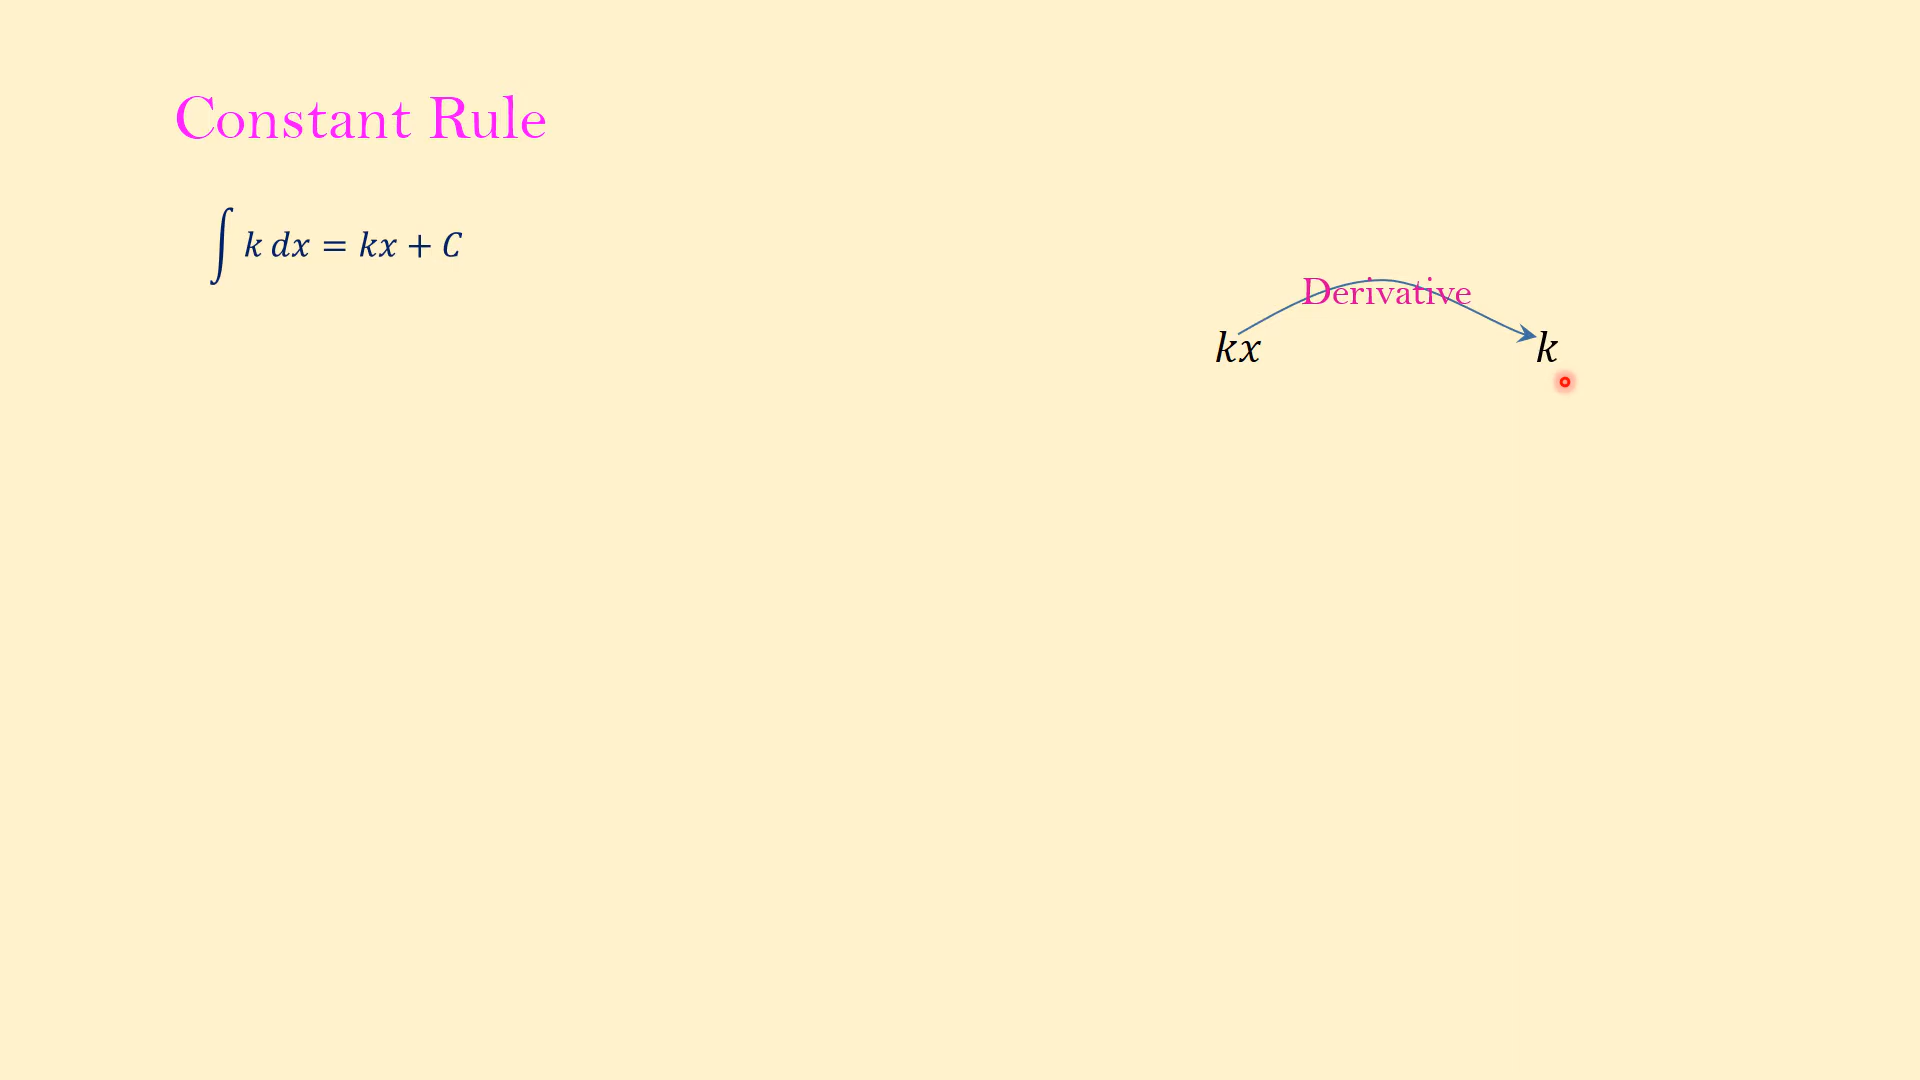 Constant Rule
∫ k dx = kx + C
Derivative
kx
k